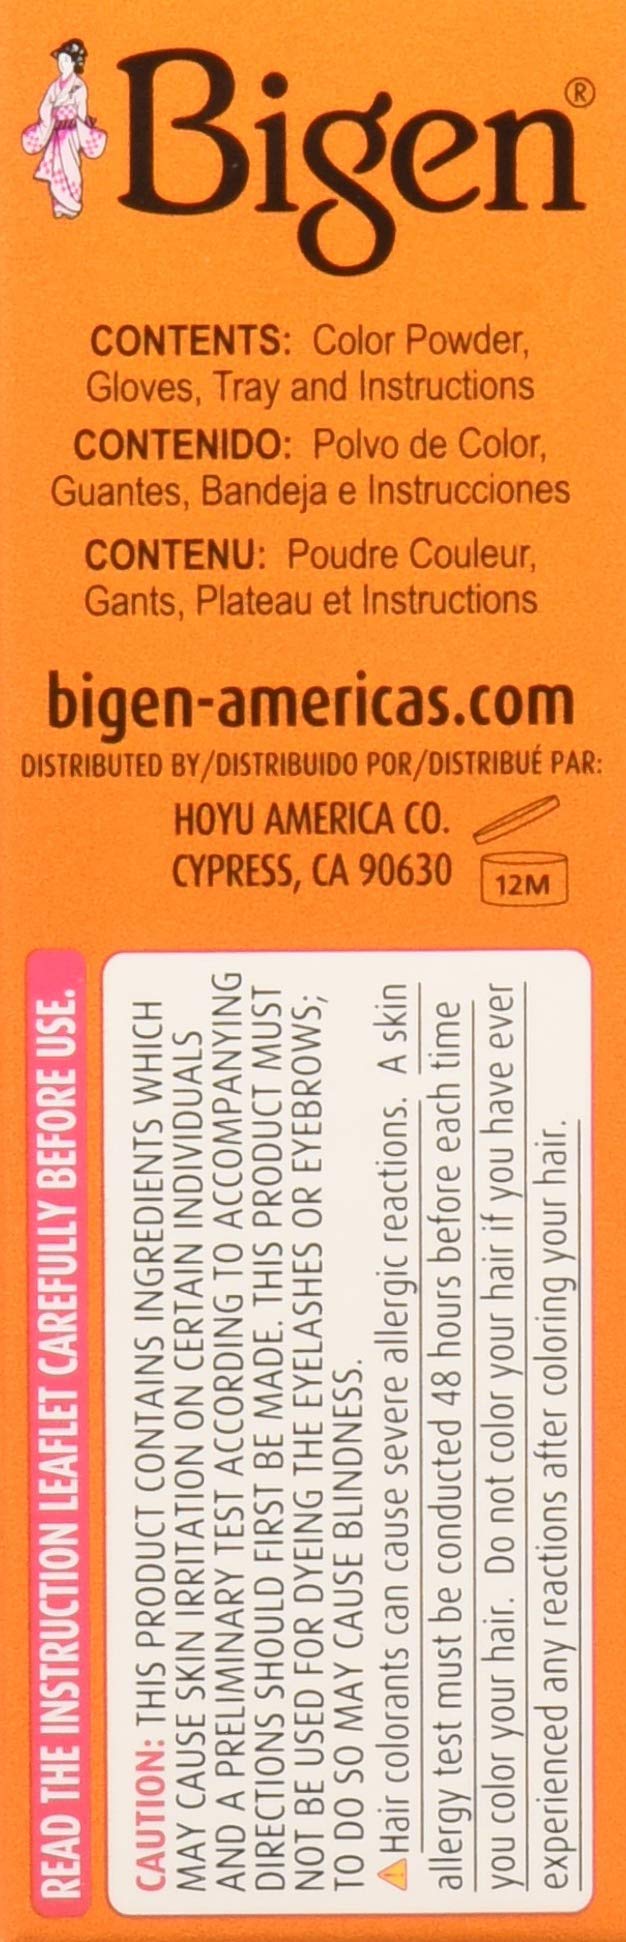 Bigen®
CONTENTS: Color Powder,
Gloves, Tray and Instructions
CONTENIDO: Polvo de Color,
Guantes, Bandeja e Instrucciones
CONTENU: Poudre Couleur,
Gants, Plateau et Instructions
bigen-americas.com
DISTRIBUTED BY/DISTRIBUIDO POR/DISTRIBUÉ PAR:
HOYU AMERICA CO.
CYPRESS, CA 90630
12M
READ THE INSTRUCTION LEAFLET CAREFULLY BEFORE USE.
CAUTION: THIS PRODUCT CONTAINS INGREDIENTS WHICH
MAY CAUSE SKIN IRRITATION ON CERTAIN INDIVIDUALS
AND A PRELIMINARY TEST ACCORDING TO ACCOMPANYING
DIRECTIONS SHOULD FIRST BE MADE. THIS PRODUCT MUST
NOT BE USED FOR DYEING THE EYELASHES OR EYEBROWS;
TO DO SO MAY CAUSE BLINDNESS.
⚠ Hair colorants can cause severe allergic reactions. A skin
allergy test must be conducted 48 hours before each time
you color your hair. Do not color your hair if you have ever
experienced any reactions after coloring your hair.